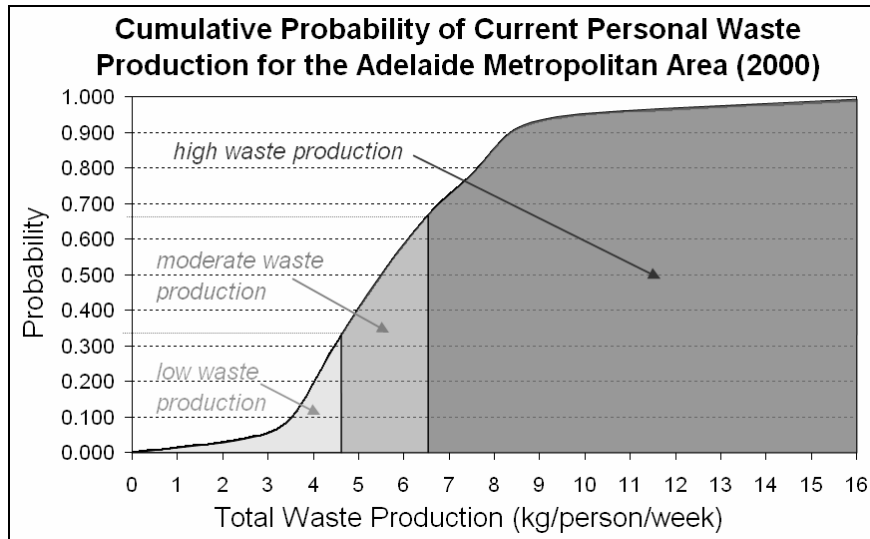 Cumulative Probability of Current Personal Waste
Production for the Adelaide Metropolitan Area (2000)
1.000
0.900
0.800
0.700
0.600
0.500
0.400
0.300
0.200
0.100
0.000
Probability
high waste production
moderate waste
production
low waste
production
0 1 2 3 4 5 6 7 8 9 10 11 12 13 14 15 16
Total Waste Production (kg/person/week)